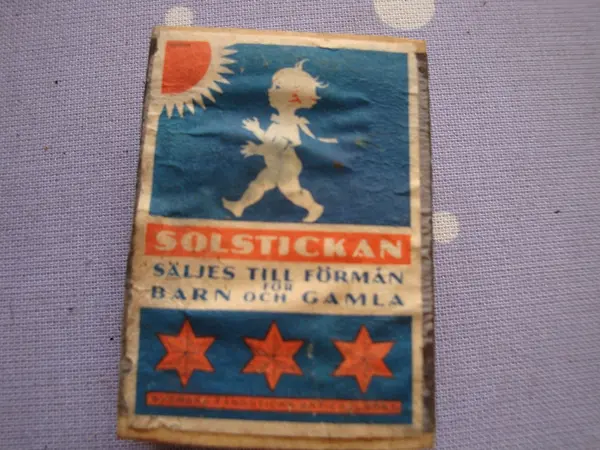 SOLSTICKAN
SÄLJES TILL FÖRMÅN
FÖR
BARN OCH GAMLA